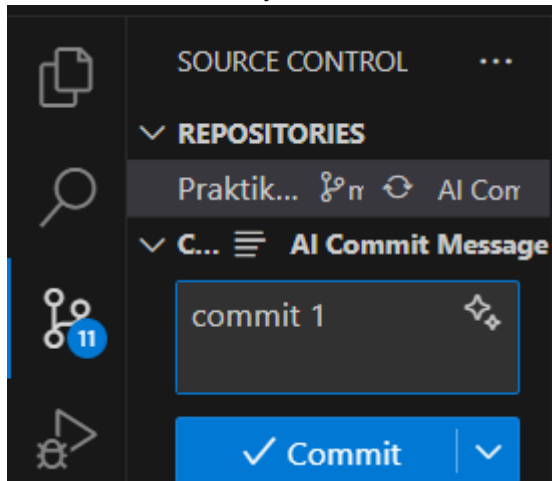 SOURCE CONTROL ...
REPOSITORIES
Praktik... AI Com
C... AI Commit Message
commit 1
11
Commit